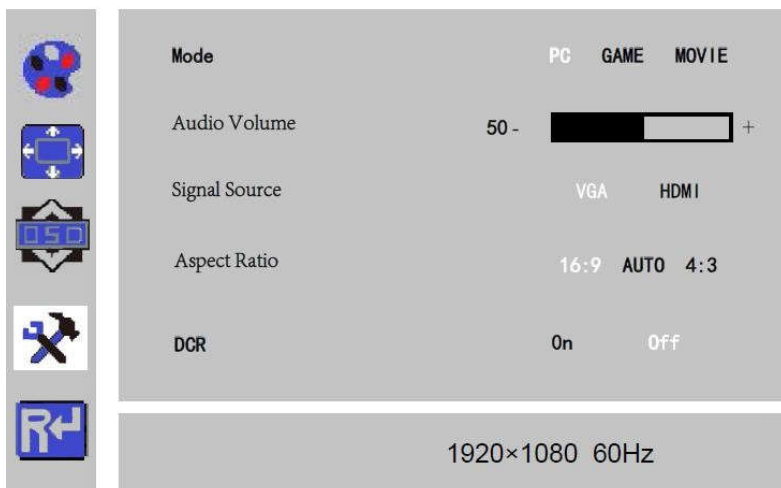 Mode PC GAME MOVIE
Audio Volume 50 - +
Signal Source VGA HDMI
OSD
Aspect Ratio 16:9 AUTO 4:3
DCR On Off
R
1920×1080 60Hz